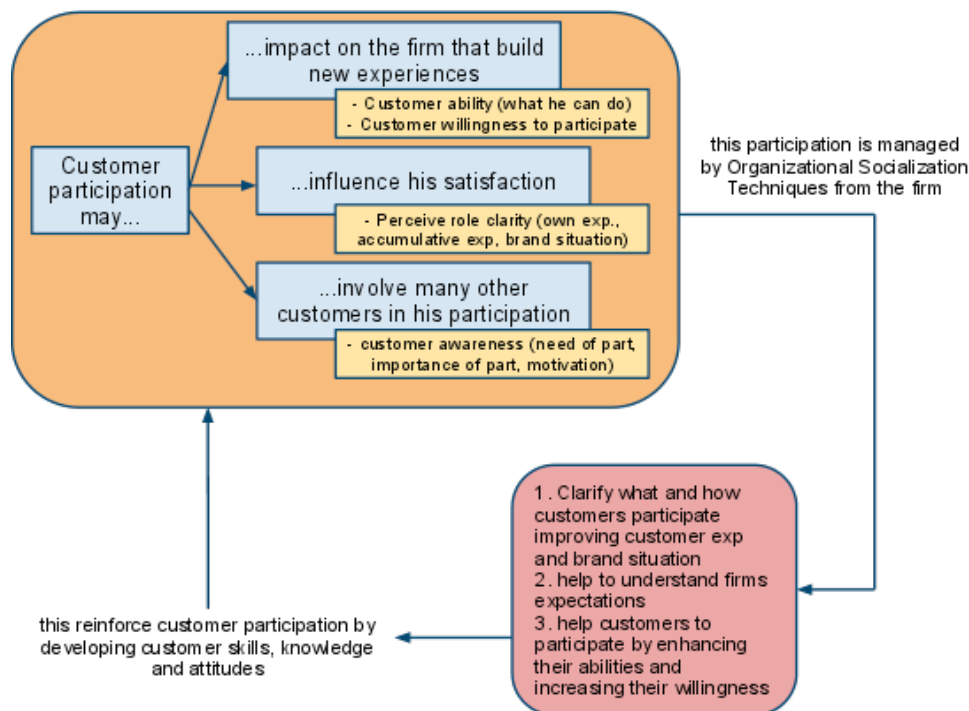 ...impact on the firm that build
new experiences
- Customer ability (what he can do)
- Customer willingness to participate
Customer
participation
may...
...influence his satisfaction
- Perceive role clarity (own exp.,
accumulative exp, brand situation)
...involve many other
customers in his participation
- customer awareness (need of part,
importance of part, motivation)
this participation is managed
by Organizational Socialization
Techniques from the firm
1. Clarify what and how
customers participate
improving customer exp
and brand situation
2. help to understand firms
expectations
3. help customers to
participate by enhancing
their abilities and
increasing their willingness
this reinforce customer participation by
developing customer skills, knowledge
and attitudes